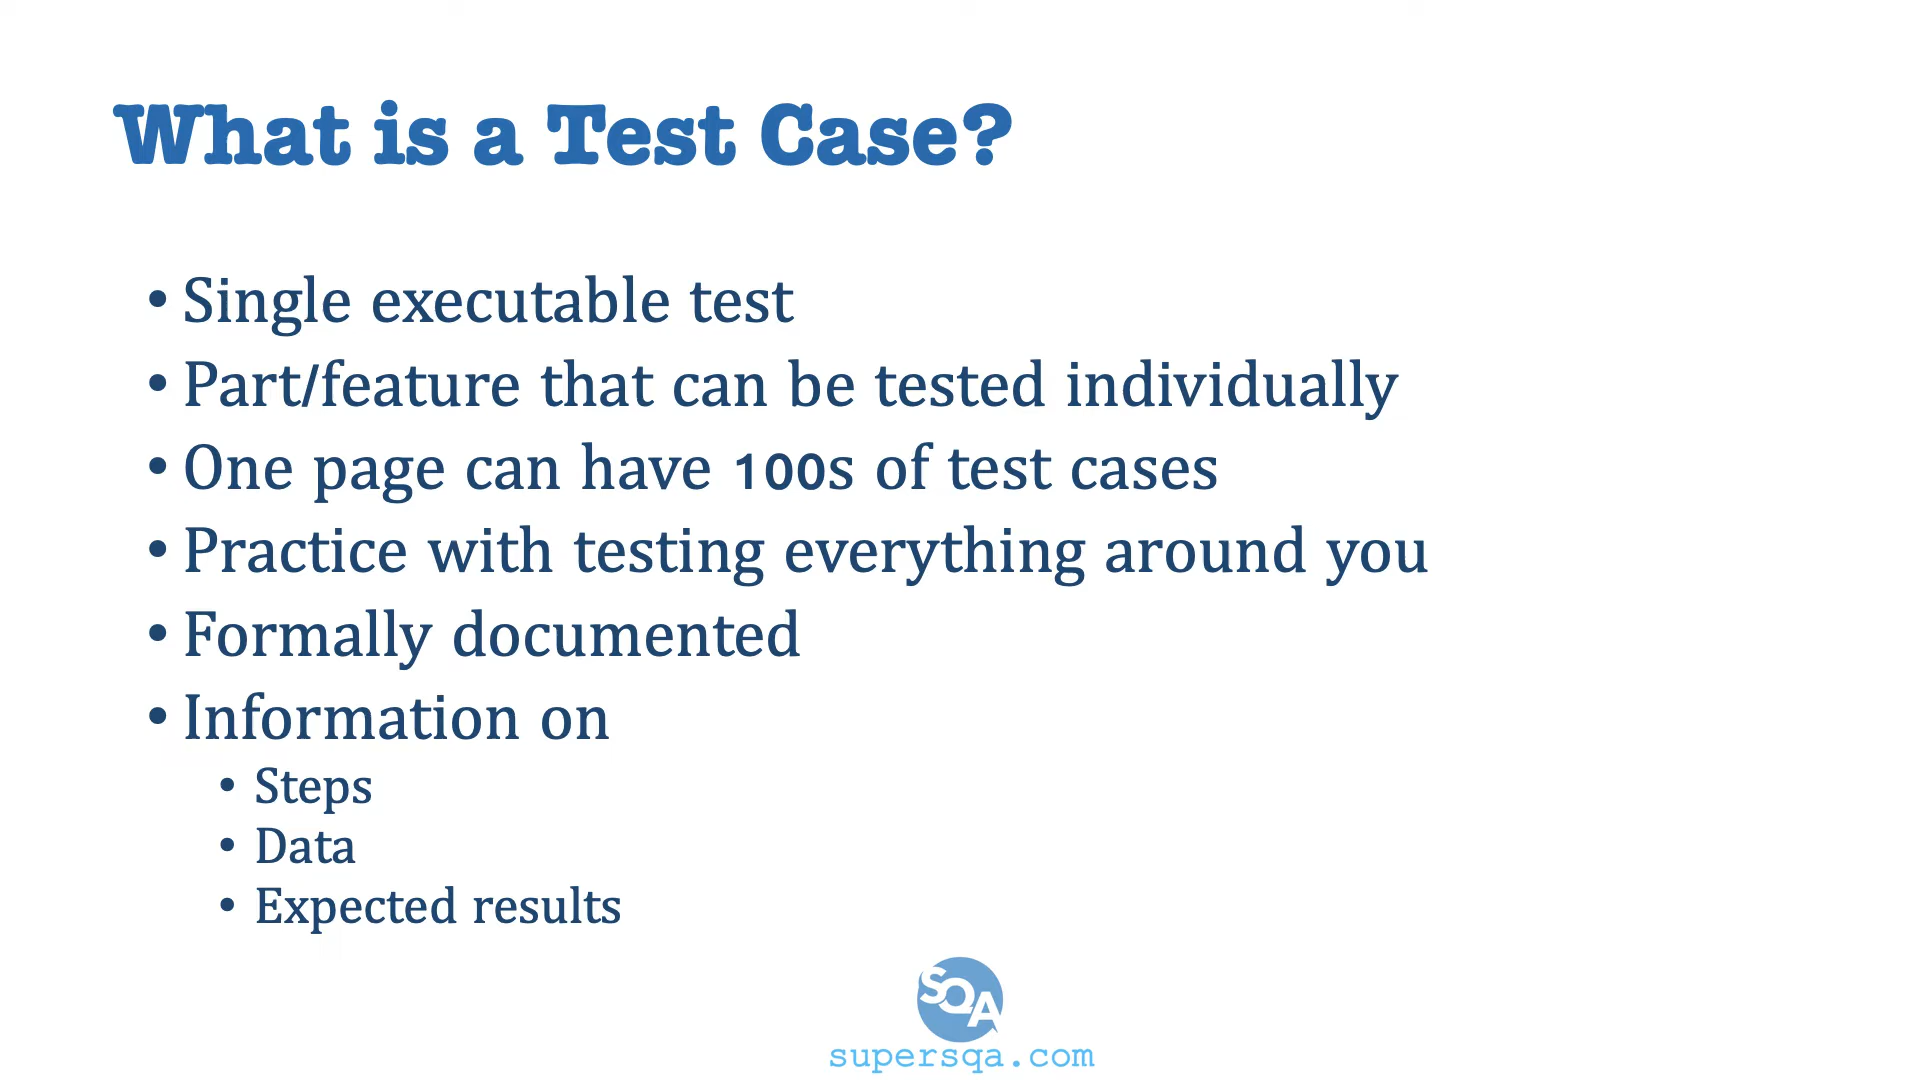 What is a Test Case?
• Single executable test
• Part/feature that can be tested individually
• One page can have 100s of test cases
• Practice with testing everything around you
• Formally documented
• Information on
• Steps
• Data
• Expected results
SQA
supersqa.com